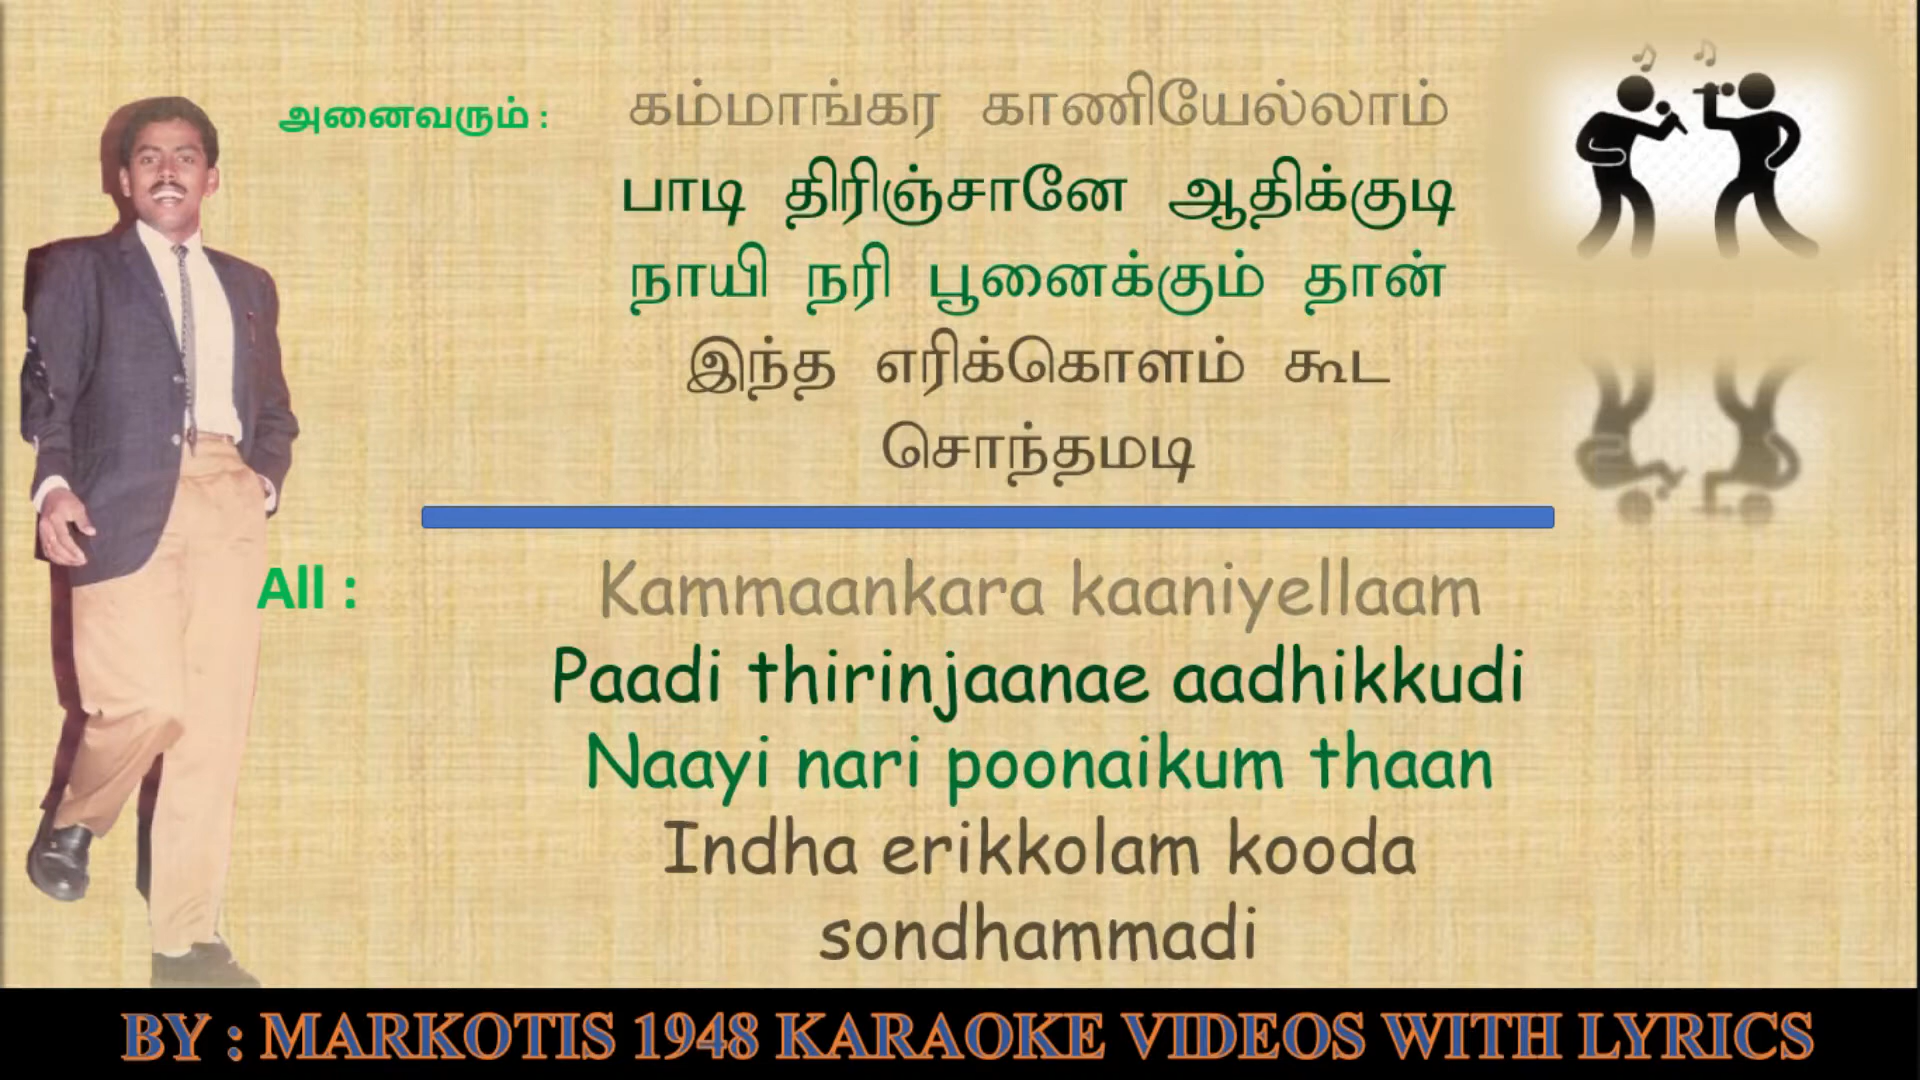 அனைவரும் :
கம்மாங்கர காணியேல்லாம்
பாடி திரிஞ்சானே ஆதிக்குடி
நாயி நரி பூனைக்கும் தான்
இந்த எரிக்கொளம் கூட
சொந்தமடி
All :
Kammaankara kaaniyellaam
Paadi thirinjaanae aadhikkudi
Naayi nari poonaikum thaan
Indha erikkolam kooda
sondhammadi
BY : MARKOTIS 1948 KARAOKE VIDEOS WITH LYRICS